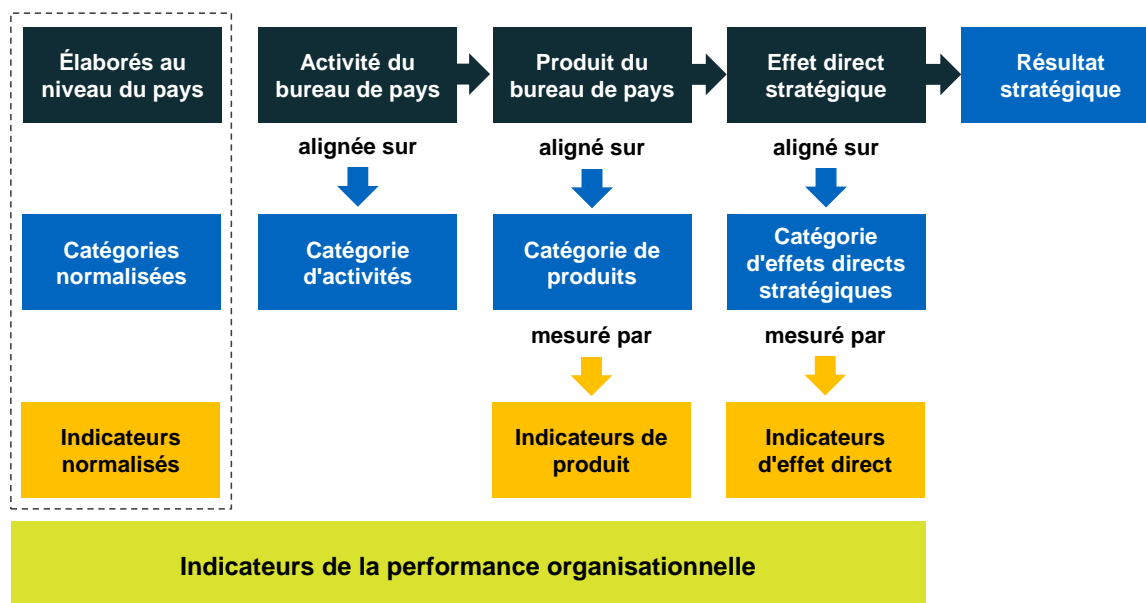 Élaborés au
niveau du pays
Activité du
bureau de pays
Produit du
bureau de pays
Effet direct
stratégique
Résultat
stratégique
alignée sur
aligné sur
aligné sur
Catégories
normalisées
Catégorie
d'activités
Catégorie de
produits
Catégorie
d'effets directs
stratégiques
mesuré par
mesuré par
Indicateurs
normalisés
Indicateurs de
produit
Indicateurs
d'effet direct
Indicateurs de la performance organisationnelle